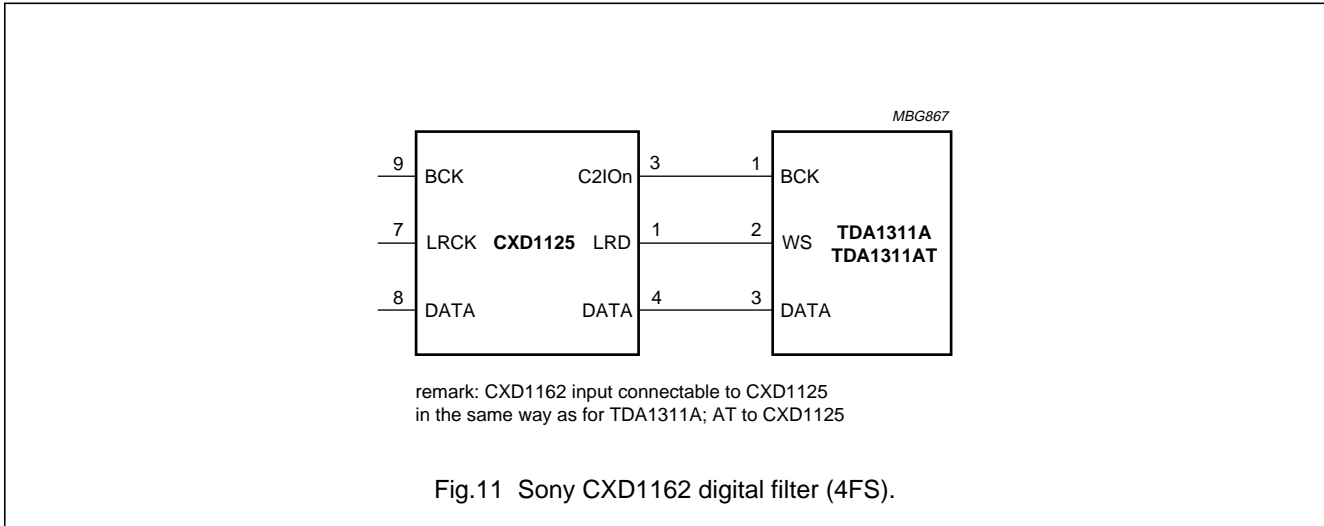 MBG867
9 BCK C2IOn 3 1 BCK
7 LRCK CXD1125 LRD 1 2 WS TDA1311A
TDA1311AT
8 DATA DATA 4 3 DATA
remark: CXD1162 input connectable to CXD1125
in the same way as for TDA1311A; AT to CXD1125
Fig.11 Sony CXD1162 digital filter (4FS).